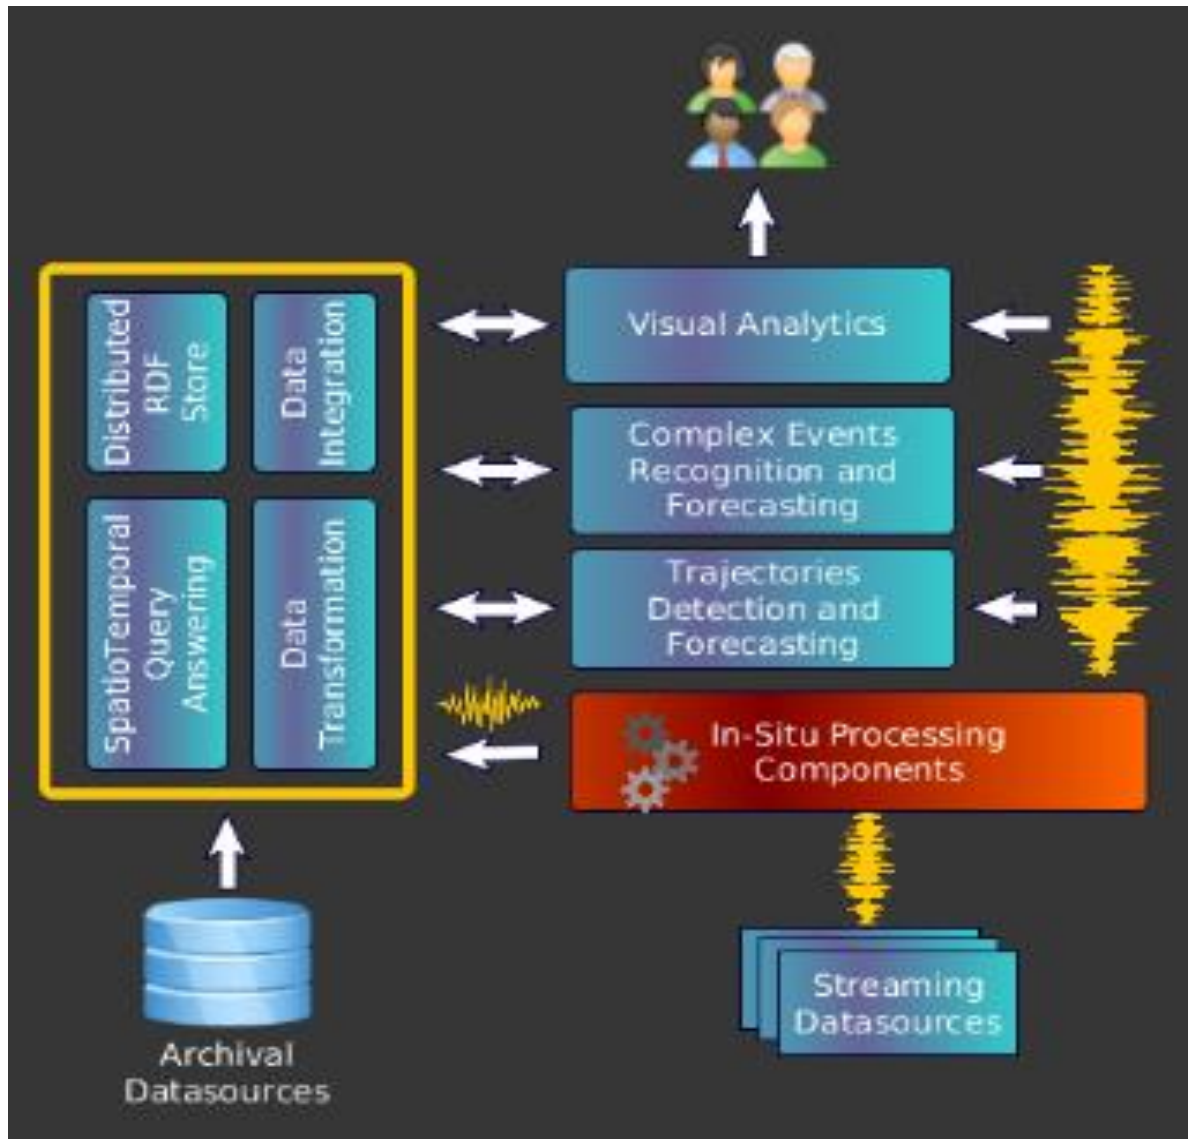 Visual Analytics
Distributed
RDF
Store
Data
Integration
Complex Events
Recognition and
Forecasting
SpatioTemporal
Query
Answering
Data
Transformation
Trajectories
Detection and
Forecasting
In-Situ Processing
Components
Streaming
Datasources
Archival
Datasources